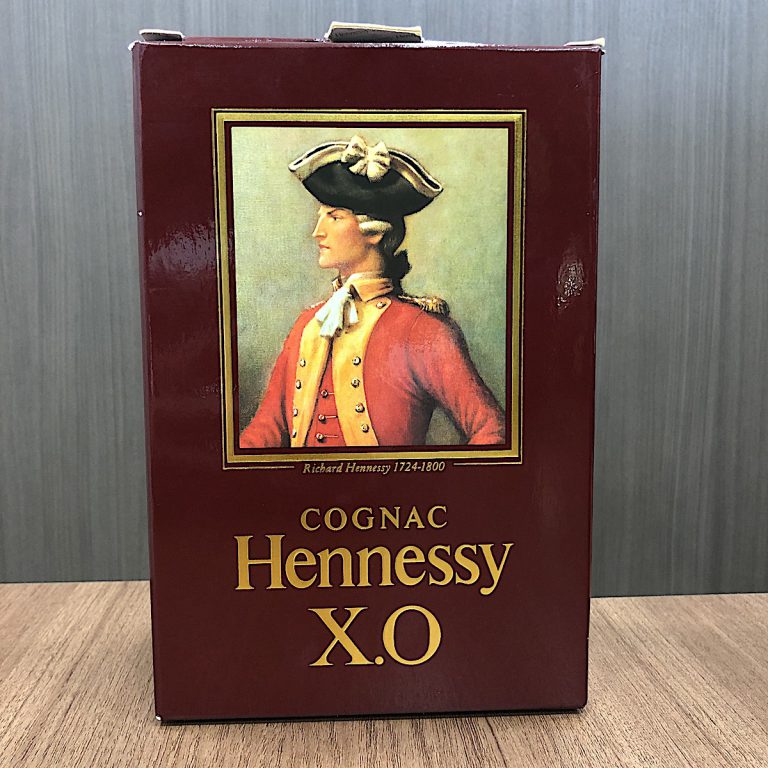 Richard Hennessy 1724-1800
COGNAC
Hennessy
X.O